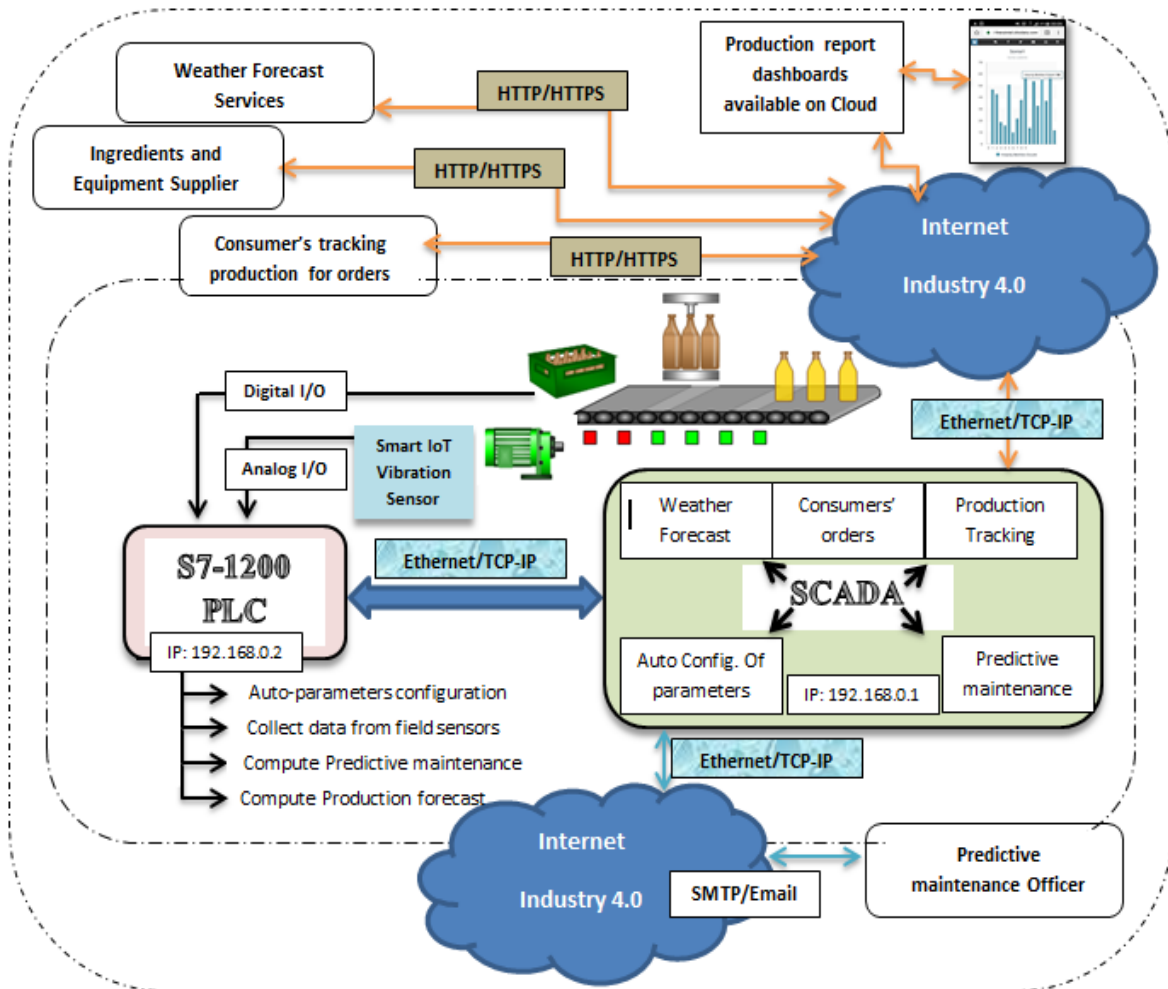 Weather Forecast
Services
HTTP/HTTPS
Production report
dashboards
available on Cloud
Ingredients and
Equipment Supplier
HTTP/HTTPS
Consumer's tracking
production for orders
HTTP/HTTPS
Internet
Industry 4.0
Digital I/O
Analog I/O
Smart IoT
Vibration
Sensor
Ethernet/TCP-IP
S7-1200
PLC
IP: 192.168.0.2
Ethernet/TCP-IP
Weather
Forecast
Consumers'
orders
Production
Tracking
SCADA
Auto Config. Of
parameters
IP: 192.168.0.1
Predictive
maintenance
Auto-parameters configuration
Collect data from field sensors
Compute Predictive maintenance
Compute Production forecast
Ethernet/TCP-IP
Internet
Industry 4.0
SMTP/Email
Predictive
maintenance Officer